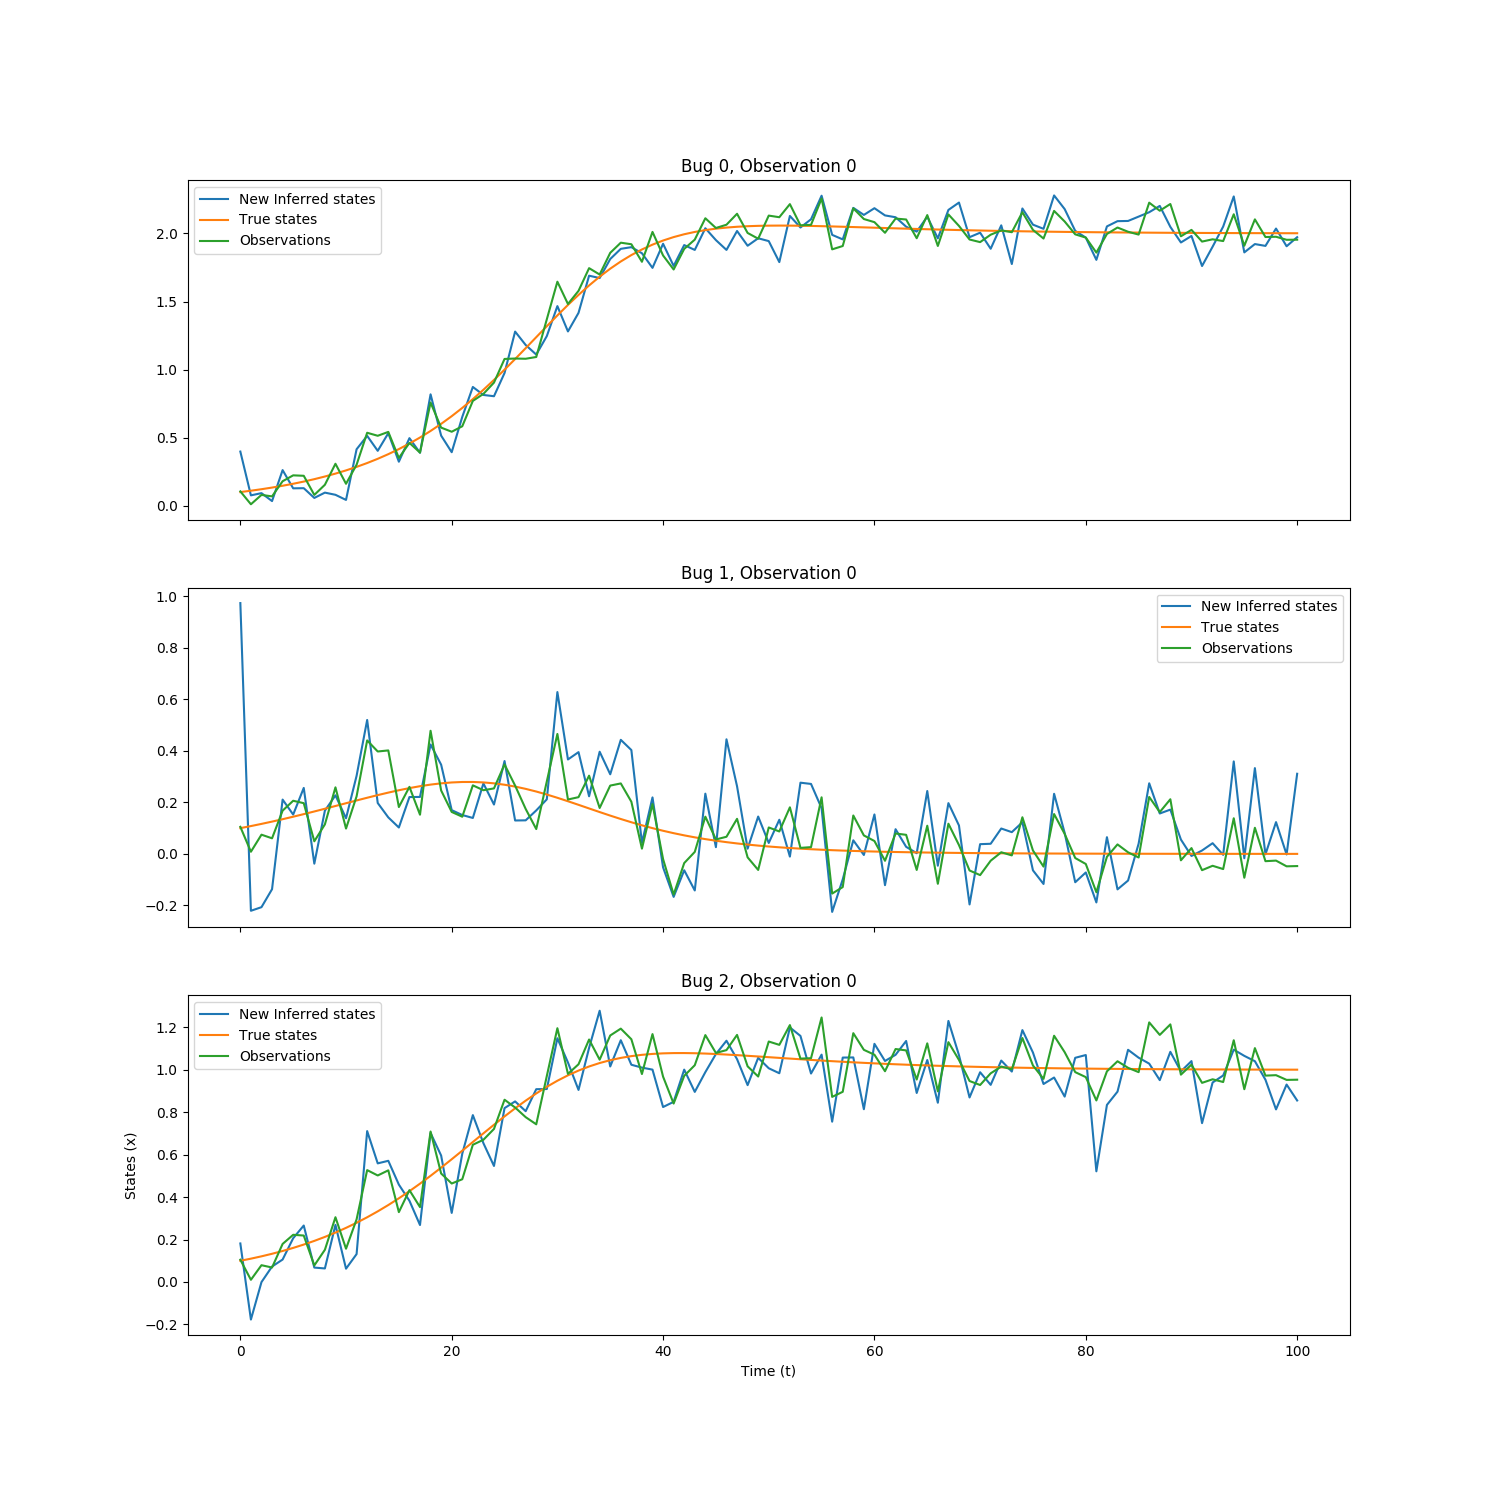 Bug 0, Observation 0
New Inferred states
True states
Observations
2.0
1.5
1.0
0.5
0.0
Bug 1, Observation 0
New Inferred states
True states
Observations
1.0
0.8
0.6
0.4
0.2
0.0
−0.2
Bug 2, Observation 0
New Inferred states
True states
Observations
States (x)
1.2
1.0
0.8
0.6
0.4
0.2
0.0
−0.2
0 20 40 60 80 100
Time (t)